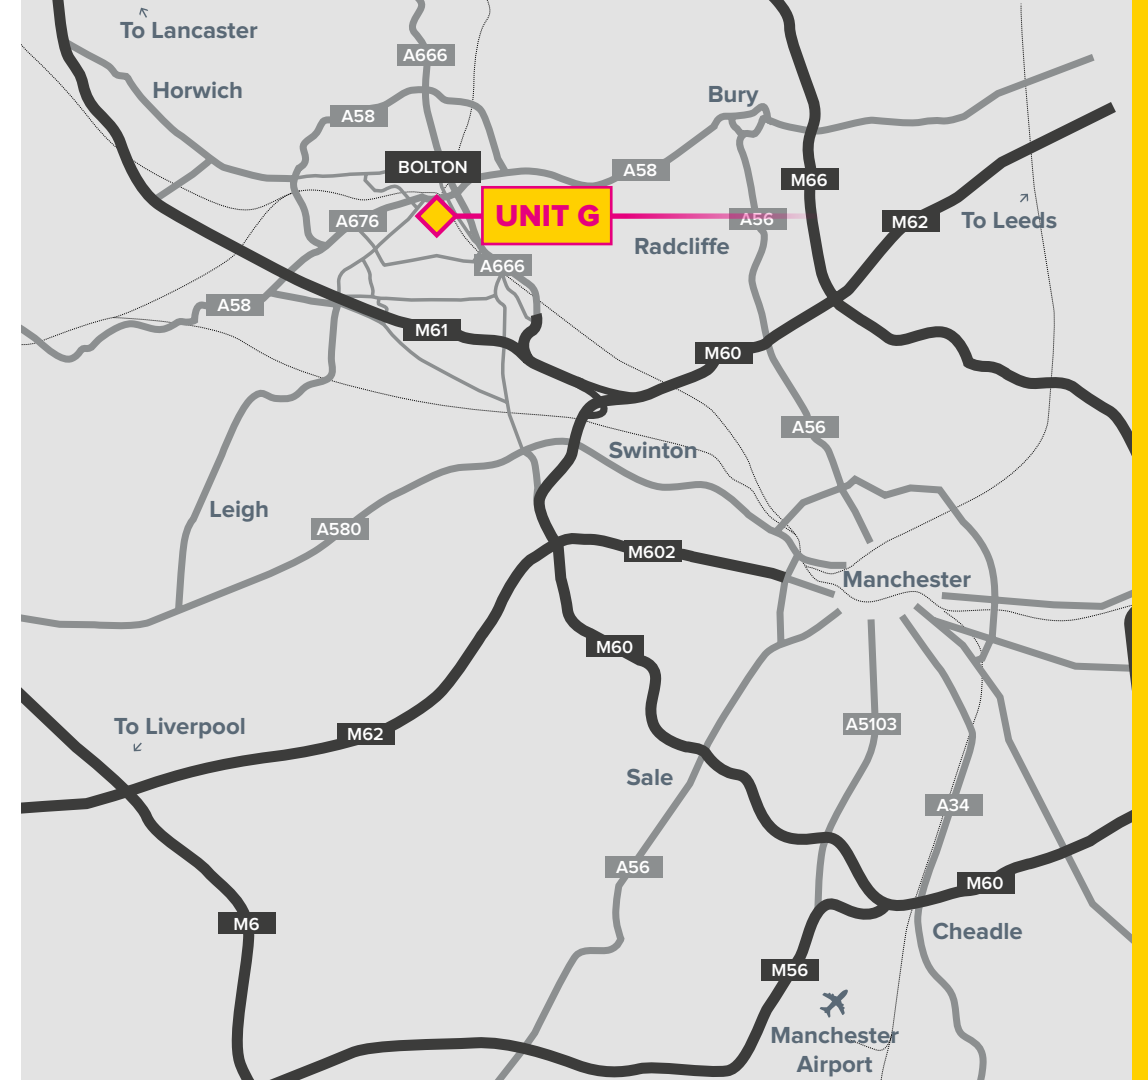 To Lancaster
A666
Horwich
Bury
A58
BOLTON
A58
M66
A676
UNIT G
A56
M62
To Leeds
Radcliffe
A666
A58
M61
M60
A56
Swinton
Leigh
A580
M602
Manchester
M60
To Liverpool
M62
A5103
Sale
A34
A56
M60
M6
Cheadle
M56
Manchester
Airport